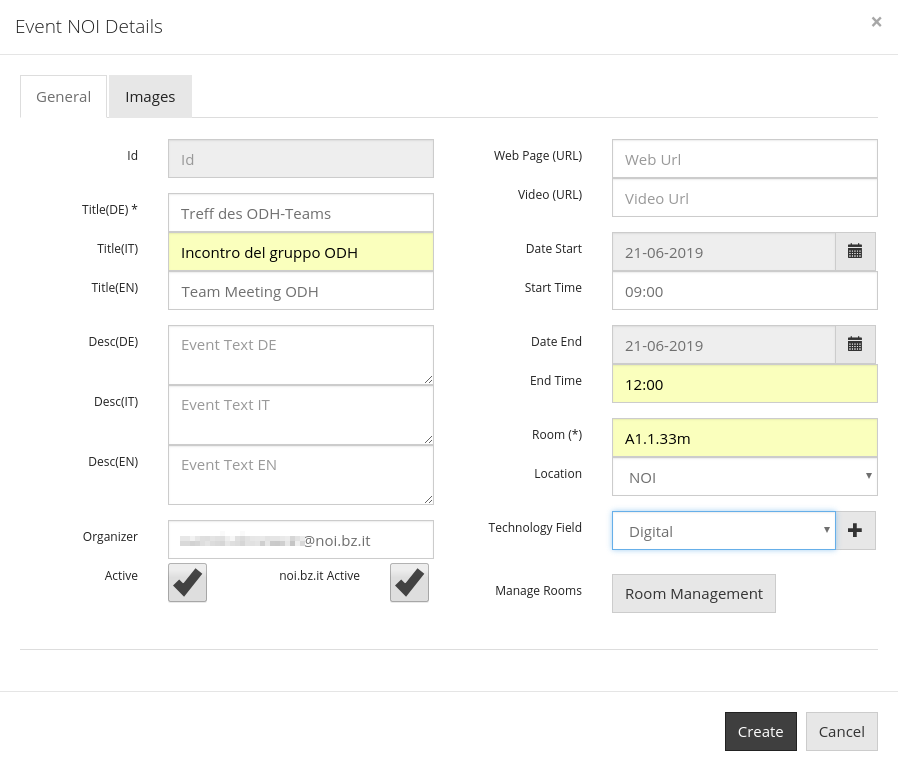 Event NOI Details
×
General
Images
Id
Id
Title(DE) *
Treff des ODH-Teams
Title(IT)
Incontro del gruppo ODH
Title(EN)
Team Meeting ODH
Desc(DE)
Event Text DE
Desc(IT)
Event Text IT
Desc(EN)
Event Text EN
Organizer
@noi.bz.it
Active
noi.bz.it Active
Web Page (URL)
Web Url
Video (URL)
Video Url
Date Start
21-06-2019
Start Time
09:00
Date End
21-06-2019
End Time
12:00
Room (*)
A1.1.33m
Location
NOI
Technology Field
Digital
Manage Rooms
Room Management
Create
Cancel